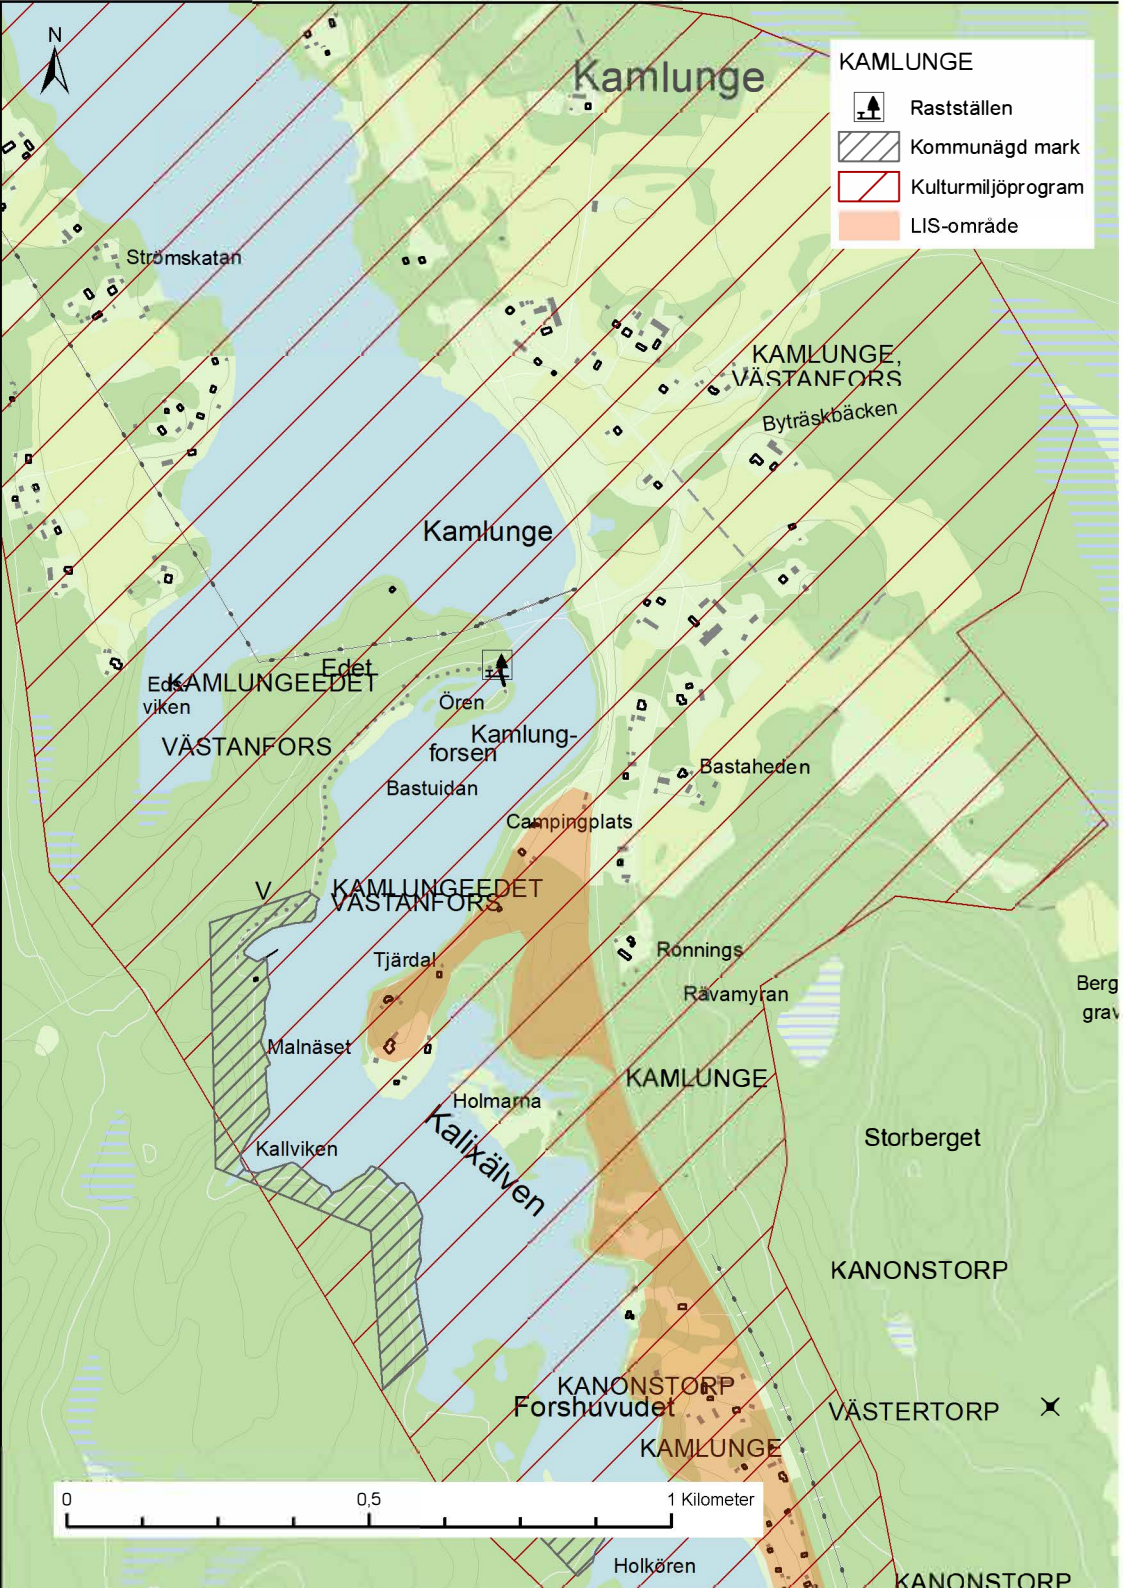 N
Kamlunge
KAMLUNGE
Rastställen
Kommunägd mark
Kulturmiljöprogram
LIS-område
Strömskatan
KAMLUNGE,
VÄSTANFORS
Byträskbäcken
Kamlunge
Edet
KAMLUNGEEDET
viken
Ören
VÄSTANFORS
Kamlung-
forsen
Bastaheden
Bastuidan
Campingplats
V
KAMLUNGEEDET
VÄSTANFORS
Tjärdal
Ronnings
Rävamyran
Berg
grav
Malnäset
KAMLUNGE
Holmarna
Kalixälven
Storberget
Kallviken
KANONSTORP
KANONSTORP
Forshuvudet
VÄSTERTORP
KAMLUNGE
0 0,5 1 Kilometer
Holkören
KANONSTORP